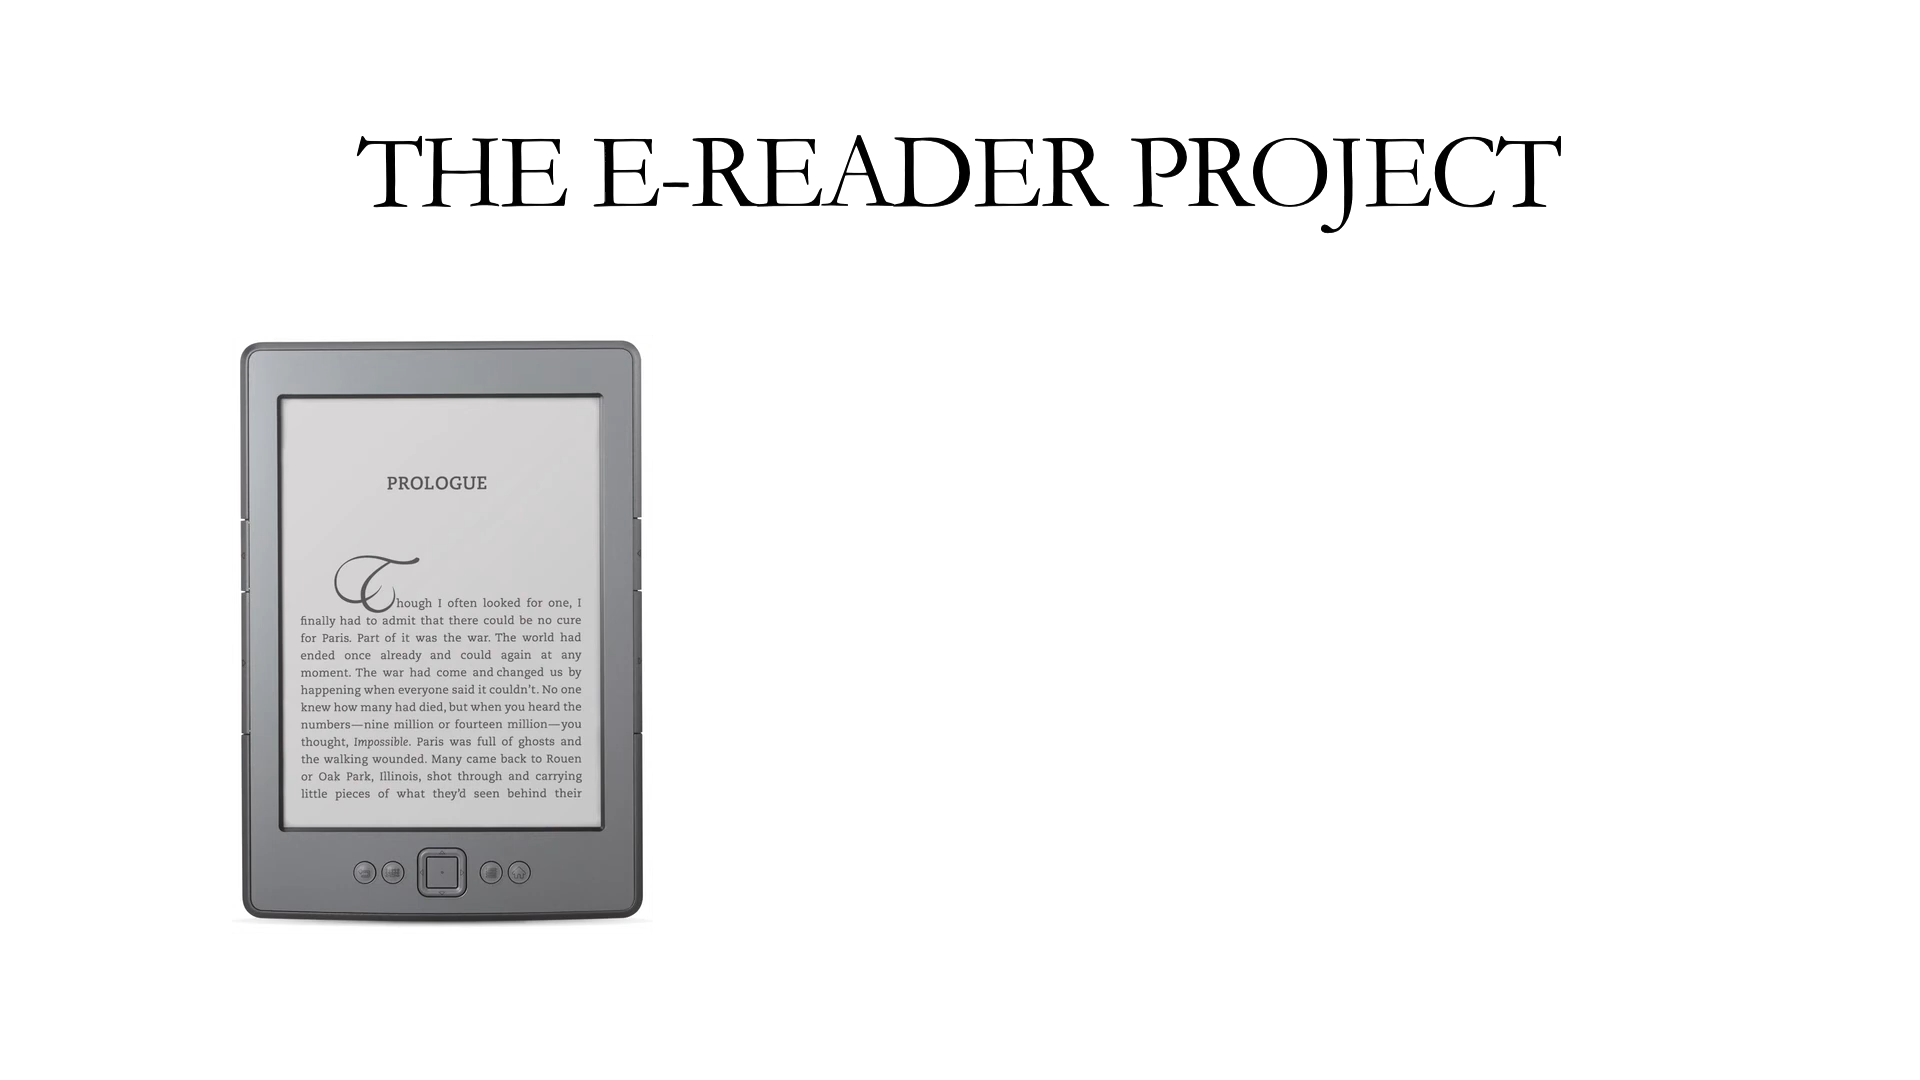 THE E-READER PROJECT
PROLOGUE
Though I often looked for one, I
finally had to admit that there could be no cure
for Paris. Part of it was the war. The world had
ended once already and could again at any
moment. The war had come and changed us by
happening when everyone said it couldn't. No one
knew how many had died, but when you heard the
numbers—nine million or fourteen million—you
thought, Impossible. Paris was full of ghosts and
the walking wounded. Many came back to Rouen
or Oak Park, Illinois, shot through and carrying
little pieces of what they'd seen behind their